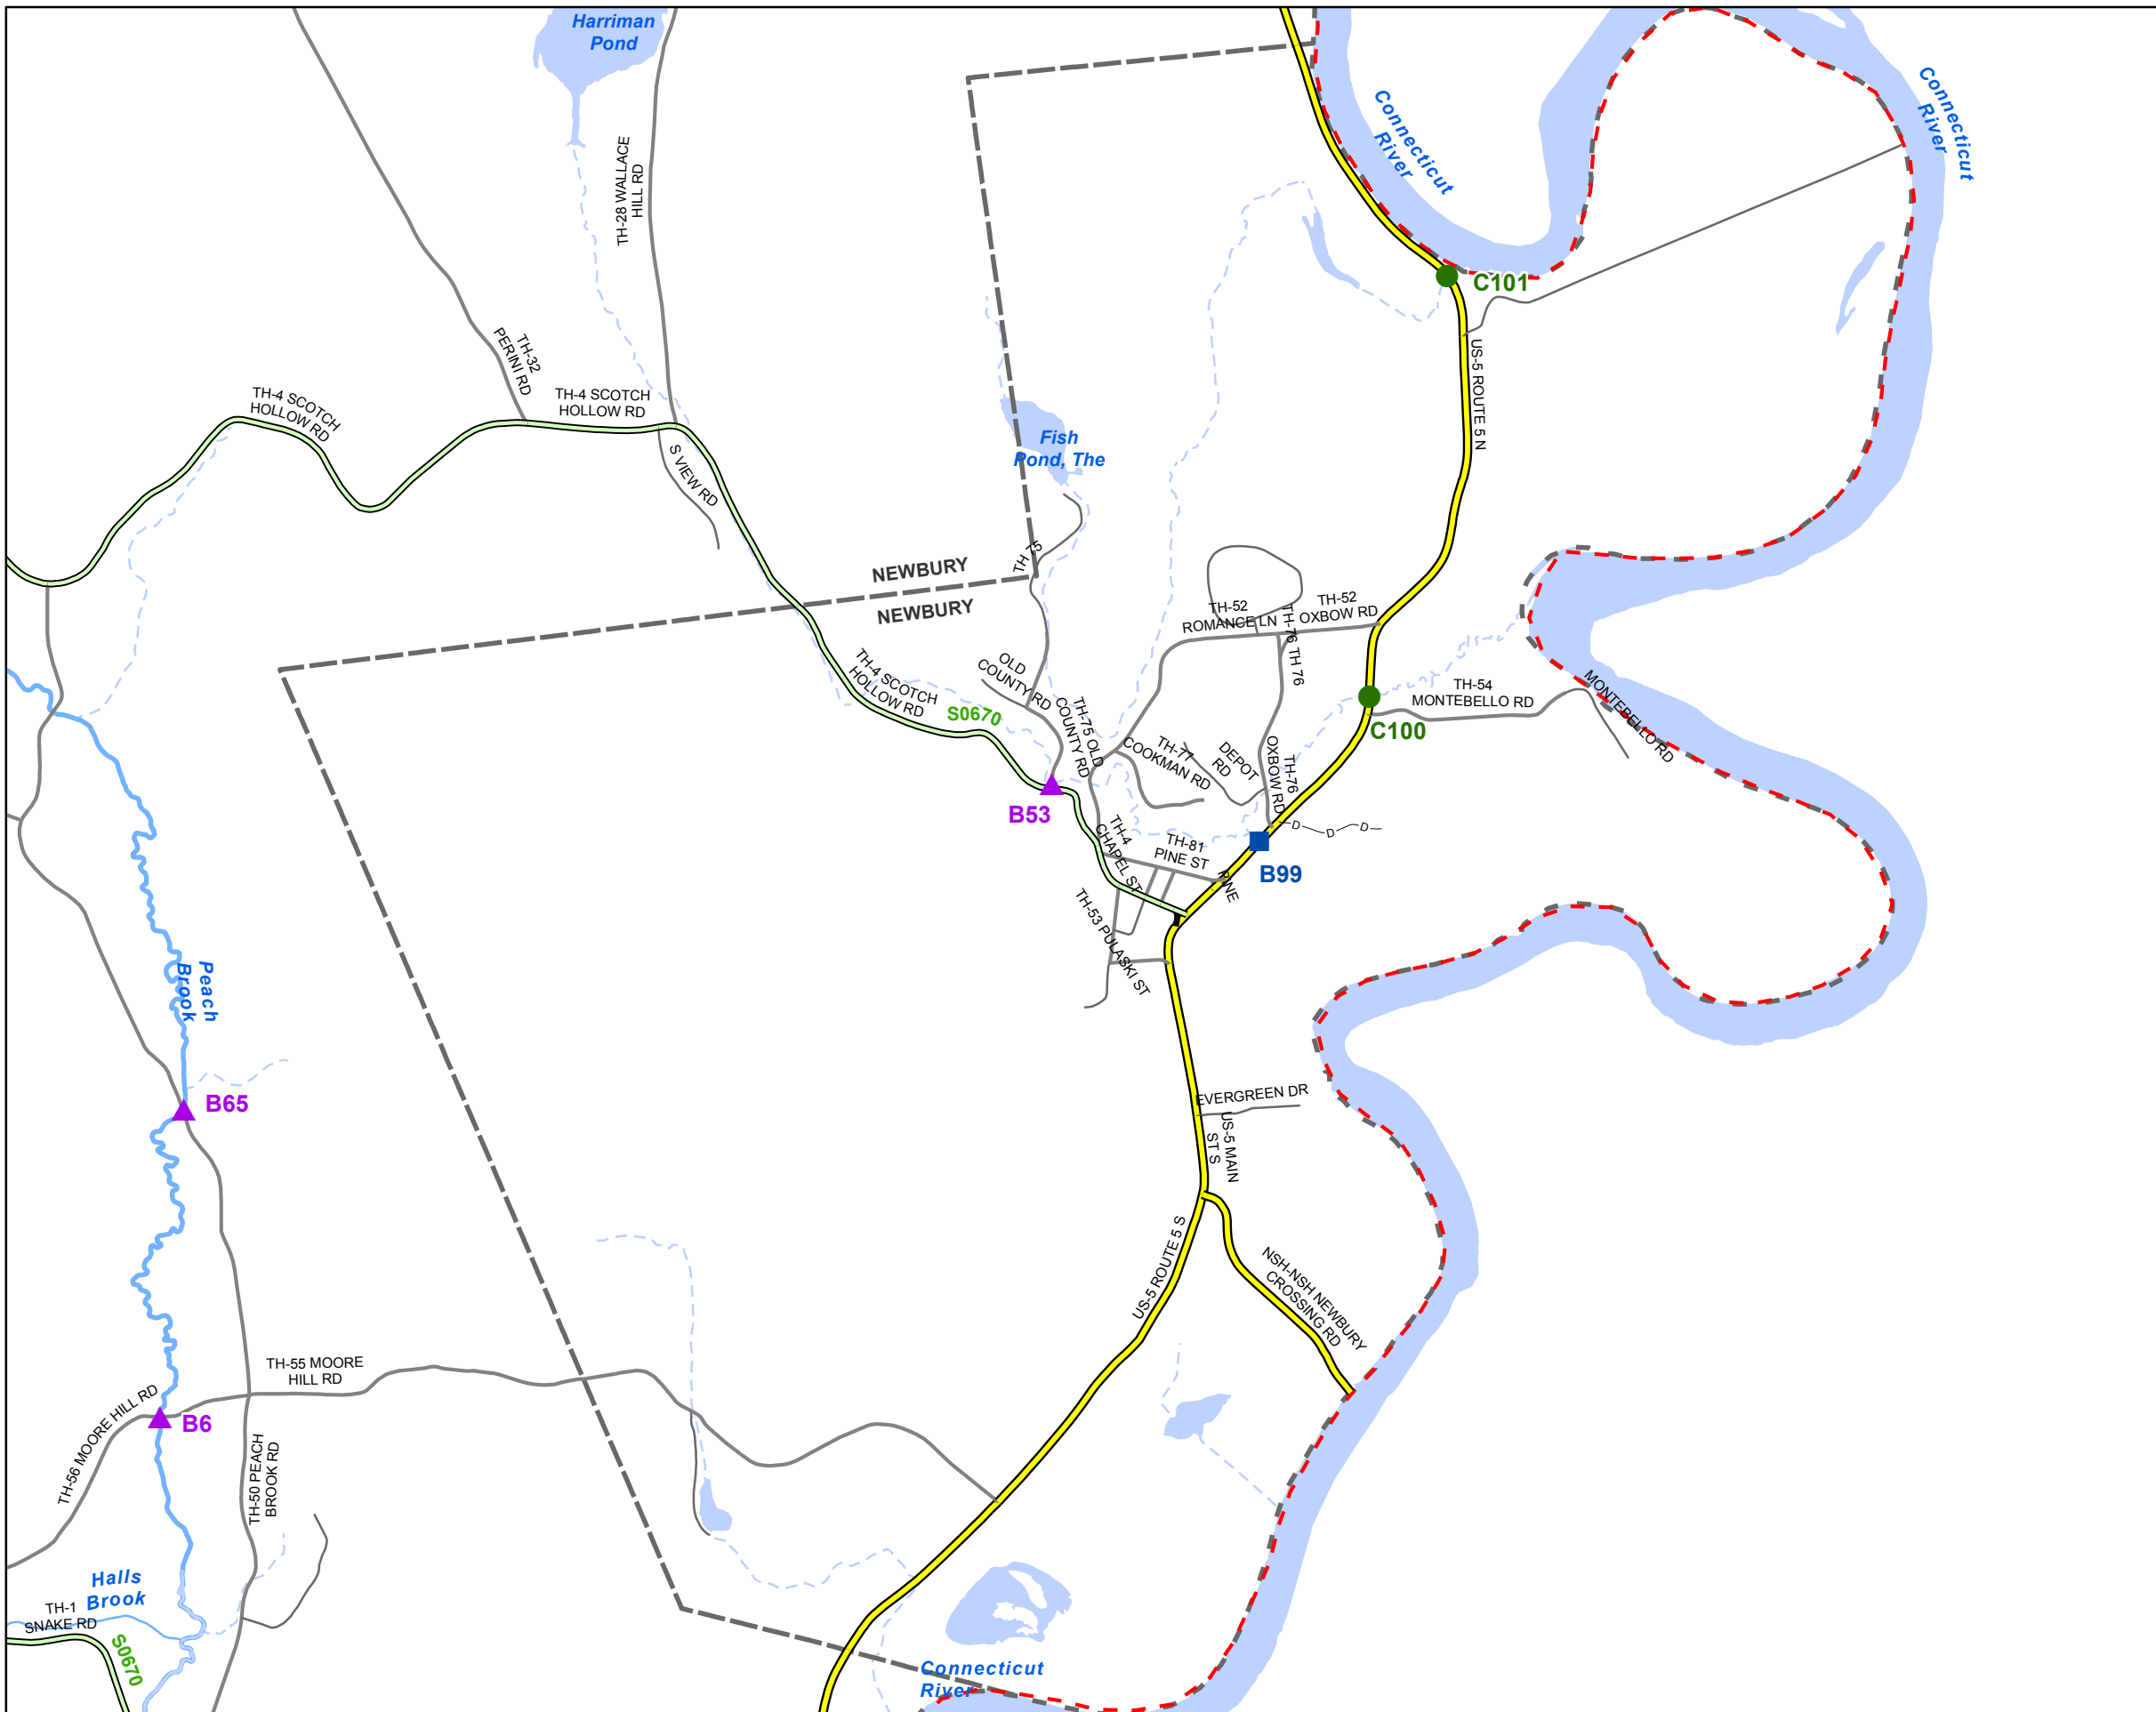 Harriman
Pond
Connecticut
River
Connecticut
River
TH-28 WALLACE
HILL RD
C101
TH-32
PERINI RD
US-5 ROUTE 5 N
TH-4 SCOTCH
HOLLOW RD
TH-4 SCOTCH
HOLLOW RD
S VIEW RD
Fish
Pond, The
TH 75
NEWBURY
NEWBURY
TH-52
ROMANCE LN
TH-52
OXBOW RD
TH-76
TH 76
OLD
COUNTY RD
TH-4 SCOTCH
HOLLOW RD
S0670
TH-75 OLD
COUNTY RD
TH-54
MONTEBELLO RD
MONTEBELLO RD
C100
TH-77
COOKMAN RD
DEPOT
RD
TH-76
OXBOW RD
B53
D
D
D
TH-4
CHAPEL ST
TH-81
PINE ST
B99
PINE
TH-53 PULASKI ST
Peach
Brook
B65
EVERGREEN DR
US-5 MAIN
ST S
US-5 ROUTE 5 S
NSH-NSH NEWBURY
CROSSING RD
TH-55 MOORE
HILL RD
TH-56 MOORE HILL RD
B6
TH-50 PEACH
BROOK RD
Halls
Brook
TH-1
SNAKE RD
S0670
Connecticut
River